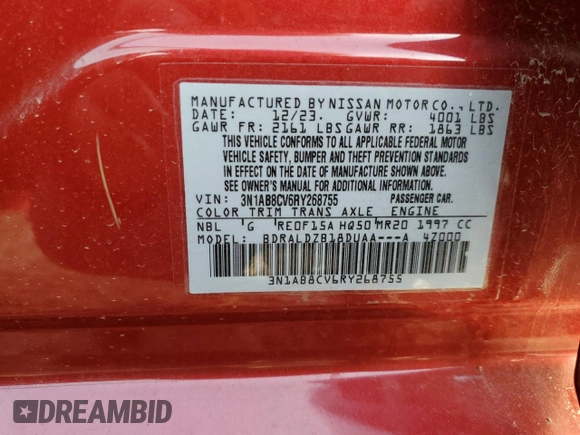 MANUFACTURED BY NISSAN MOTOR CO., LTD.
DATE: 12/23. GVWR: 4001 LBS
GAWR FR: 2161 LBS GAWR RR: 1863 LBS
THIS VEHICLE CONFORMS TO ALL APPLICABLE FEDERAL MOTOR
VEHICLE SAFETY, BUMPER AND THEFT PREVENTION STANDARDS
IN EFFECT ON THE DATE OF MANUFACTURE SHOWN ABOVE.
SEE OWNER'S MANUAL FOR ADDITIONAL INFORMATION.
VIN: 3N1AB8CV6RY268755 PASSENGER CAR.
COLOR TRIM TRANS AXLE ENGINE
NBL G RE0F15A HQ50 MR20 1997 CC
MODEL: BDRALDZB18DUAA---A 4Z000
3N1AB8CV6RY268755
DREAMBID